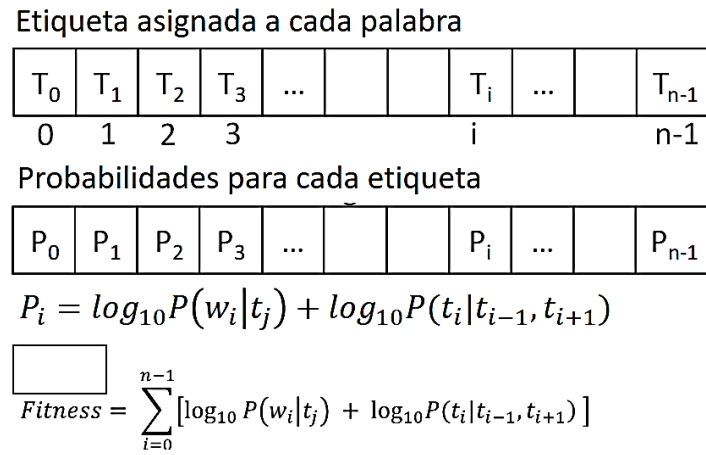 Etiqueta asignada a cada palabra
T₀ T₁ T₂ T₃ ... Tᵢ ... Tₙ₋₁
0 1 2 3 i n-1
Probabilidades para cada etiqueta
P₀ P₁ P₂ P₃ ... Pᵢ ... Pₙ₋₁
Pᵢ = log₁₀P(wᵢ|tⱼ) + log₁₀P(tᵢ|tᵢ₋₁, tᵢ₊₁)
Fitness = ∑ᵢ₌₀ⁿ⁻¹ [log₁₀ P(wᵢ|tⱼ) + log₁₀P(tᵢ|tᵢ₋₁, tᵢ₊₁) ]